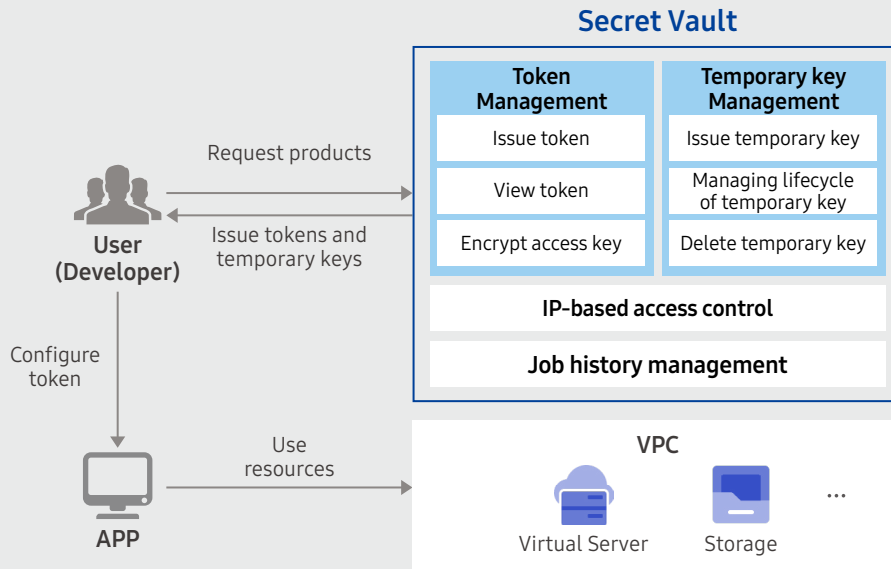 Secret Vault
Token
Management
Issue token
View token
Encrypt access key
Temporary key
Management
Issue temporary key
Managing lifecycle
of temporary key
Delete temporary key
IP-based access control
Job history management
Request products
Issue tokens and
temporary keys
User
(Developer)
Configure
token
APP
Use
resources
VPC
Virtual Server
Storage
...